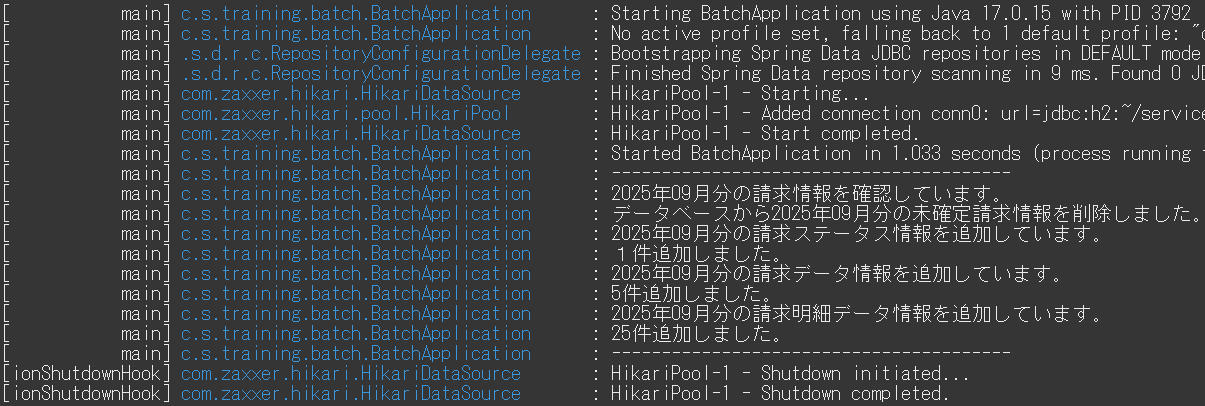 [           main] c.s.training.batch.BatchApplication      : Starting BatchApplication using Java 17.0.15 with PID 3792
[           main] c.s.training.batch.BatchApplication      : No active profile set, falling back to 1 default profile: "
[           main] .s.d.r.c.RepositoryConfigurationDelegate : Bootstrapping Spring Data JDBC repositories in DEFAULT mode
[           main] .s.d.r.c.RepositoryConfigurationDelegate : Finished Spring Data repository scanning in 9 ms. Found 0
[           main] com.zaxxer.hikari.HikariDataSource       : HikariPool-1 - Starting...
[           main] com.zaxxer.hikari.pool.HikariPool        : HikariPool-1 - Added connection conn0: url=jdbc:h2:~/service
[           main] com.zaxxer.hikari.HikariDataSource       : HikariPool-1 - Start completed.
[           main] c.s.training.batch.BatchApplication      : Started BatchApplication in 1.033 seconds (process running
[           main] c.s.training.batch.BatchApplication      : ----------------------------------------
[           main] c.s.training.batch.BatchApplication      : 2025年09月分の請求情報を確認しています。
[           main] c.s.training.batch.BatchApplication      : データベースから2025年09月分の未確定請求情報を削除しました。
[           main] c.s.training.batch.BatchApplication      : 2025年09月分の請求ステータス情報を追加しています。
[           main] c.s.training.batch.BatchApplication      : １件追加しました。
[           main] c.s.training.batch.BatchApplication      : 2025年09月分の請求データ情報を追加しています。
[           main] c.s.training.batch.BatchApplication      : 5件追加しました。
[           main] c.s.training.batch.BatchApplication      : 2025年09月分の請求明細データ情報を追加しています。
[           main] c.s.training.batch.BatchApplication      : 25件追加しました。
[           main] c.s.training.batch.BatchApplication      : ----------------------------------------
[ionShutdownHook] com.zaxxer.hikari.HikariDataSource       : HikariPool-1 - Shutdown initiated...
[ionShutdownHook] com.zaxxer.hikari.HikariDataSource       : HikariPool-1 - Shutdown completed.